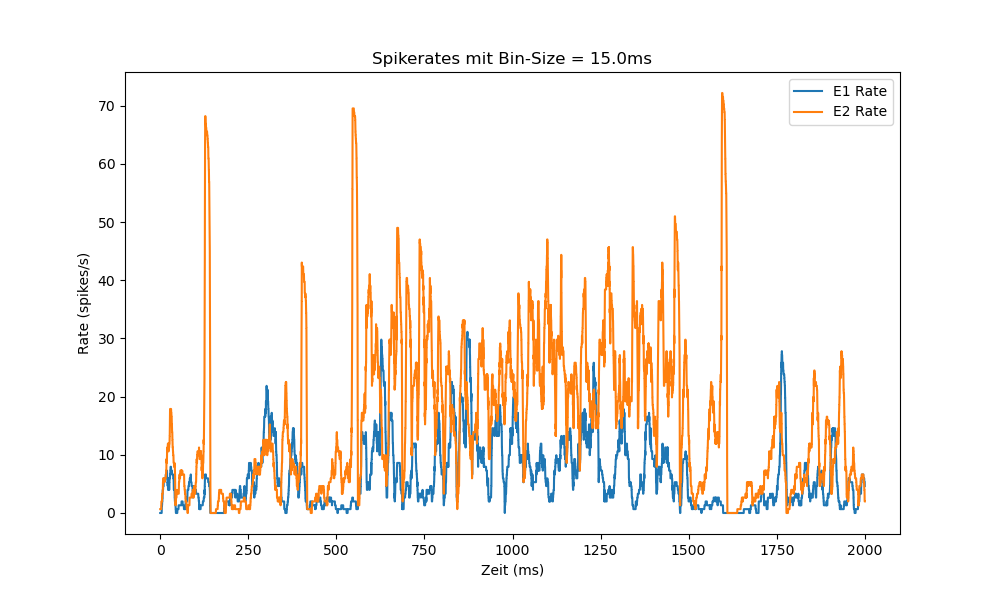 Spikerates mit Bin-Size = 15.0ms
E1 Rate
E2 Rate
Rate (spikes/s)
70
60
50
40
30
20
10
0
0 250 500 750 1000 1250 1500 1750 2000
Zeit (ms)